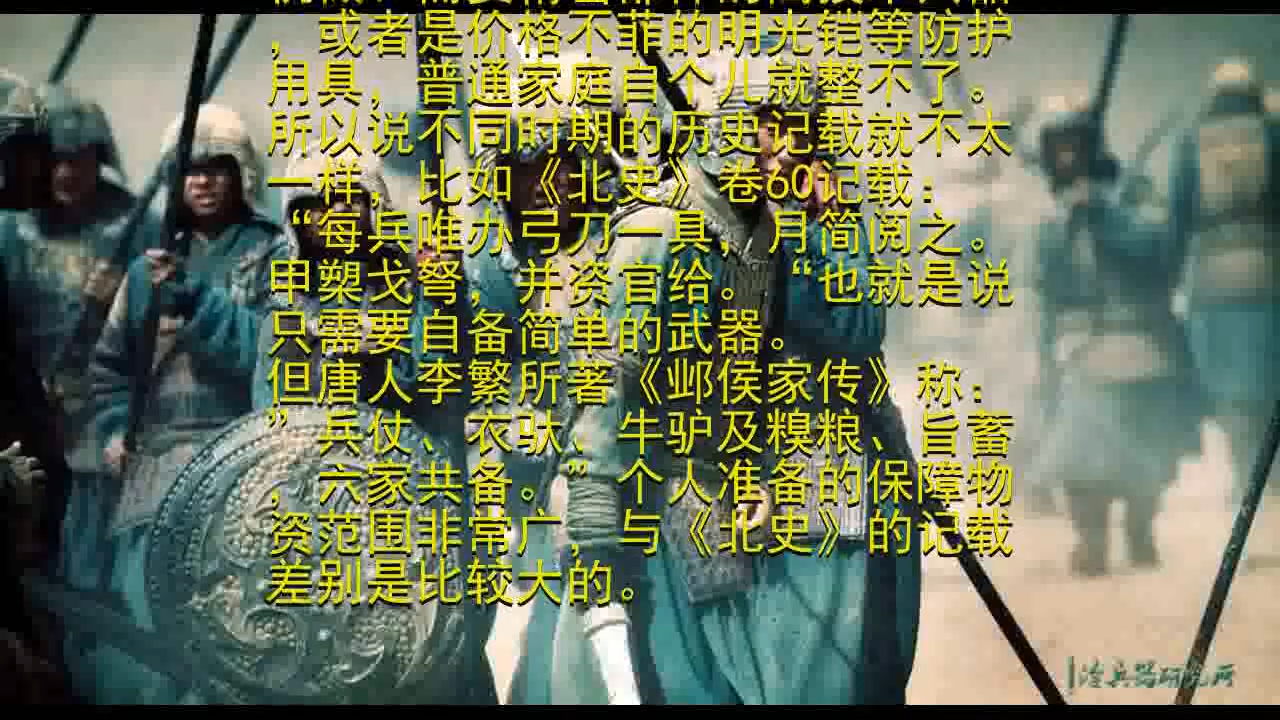 ，或者是价格不菲的明光铠等防护
用具，普通家庭自个儿就整不了。
所以说不同时期的历史记载就不太
一样，比如《北史》卷60记载：
“每兵唯办弓刀一具，月简阅之。
甲槊戈弩，并资官给。“也就是说
只需要自备简单的武器。
但唐人李繁所著《邺侯家传》称：
”兵仗、衣驮、牛驴及糗粮、旨蓄
，六家共备。”个人准备的保障物
资范围非常广，与《北史》的记载
差别是比较大的。
冷兵器研究所